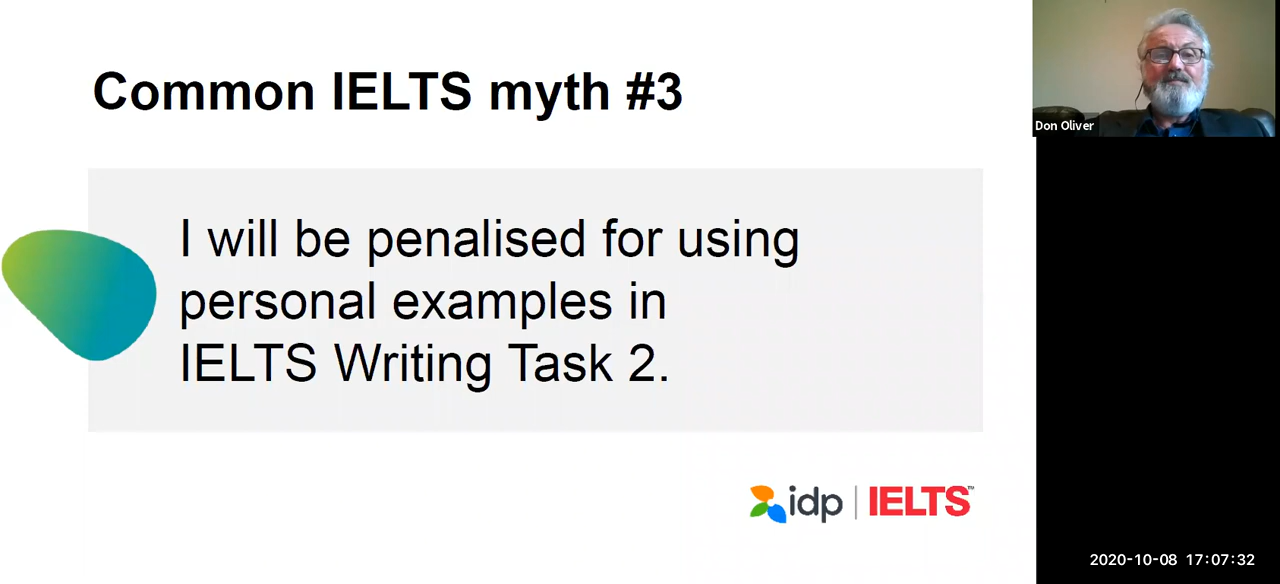 Common IELTS myth #3
I will be penalised for using
personal examples in
IELTS Writing Task 2.
idp | IELTS™
Don Oliver
2020-10-08 17:07:32